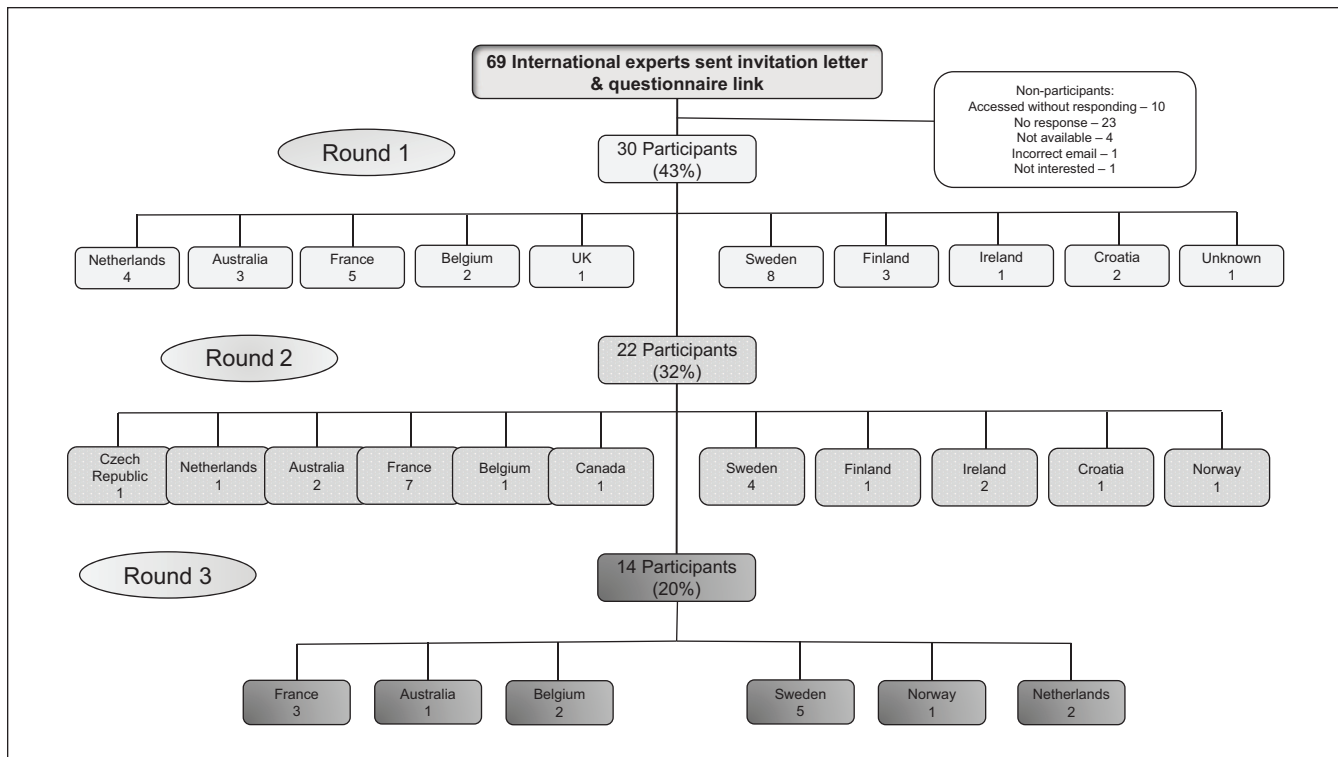 69 International experts sent invitation letter
& questionnaire link
Non-participants:
Accessed without responding – 10
No response – 23
Not available – 4
Incorrect email – 1
Not interested – 1
Round 1
30 Participants
(43%)
Netherlands
4
Australia
3
France
5
Belgium
2
UK
1
Sweden
8
Finland
3
Ireland
1
Croatia
2
Unknown
1
Round 2
22 Participants
(32%)
Czech
Republic
1
Netherlands
1
Australia
2
France
7
Belgium
1
Canada
1
Sweden
4
Finland
1
Ireland
2
Croatia
1
Norway
1
Round 3
14 Participants
(20%)
France
3
Australia
1
Belgium
2
Sweden
5
Norway
1
Netherlands
2